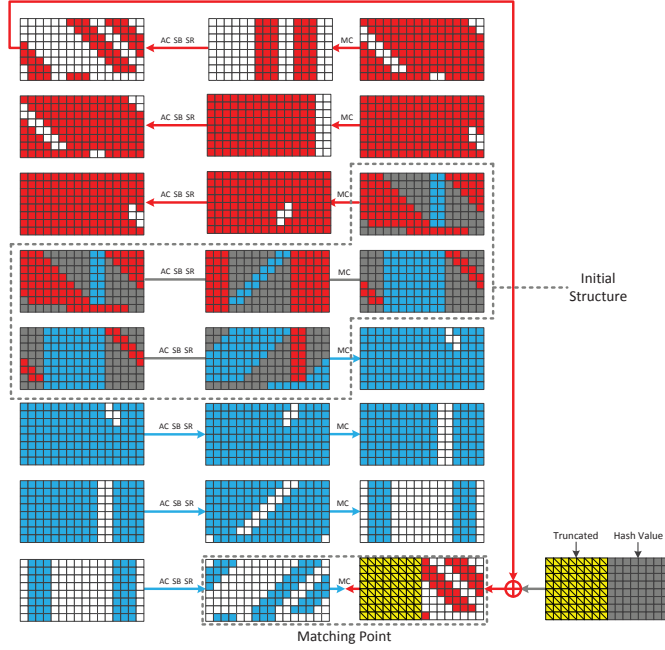 AC SB SR
MC
AC SB SR
MC
AC SB SR
MC
AC SB SR
MC
Initial
Structure
AC SB SR
MC
AC SB SR
MC
AC SB SR
MC
Truncated
Hash Value
AC SB SR
MC
Matching Point